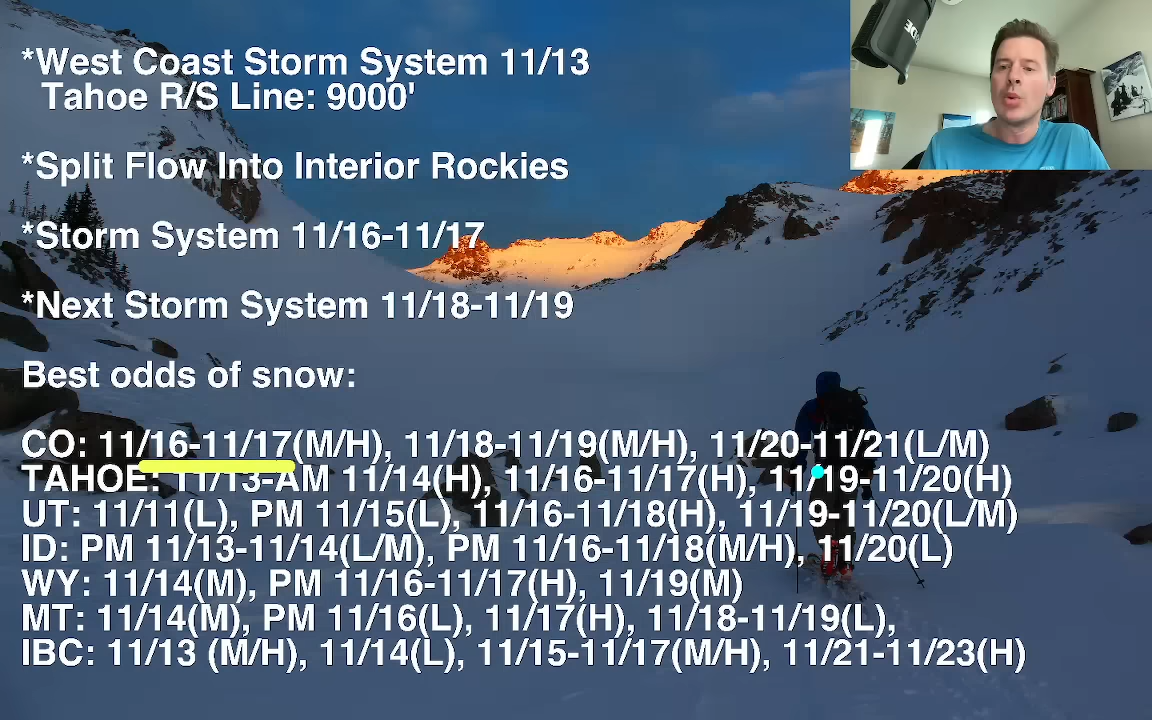 *West Coast Storm System 11/13
Tahoe R/S Line: 9000'
*Split Flow Into Interior Rockies
*Storm System 11/16-11/17
*Next Storm System 11/18-11/19
Best odds of snow:
CO: 11/16-11/17(M/H), 11/18-11/19(M/H), 11/20-11/21(L/M)
TAHOE: 11/13-AM 11/14(H), 11/16-11/17(H), 11/19-11/20(H)
UT: 11/11(L), PM 11/15(L), 11/16-11/18(H), 11/19-11/20(L/M)
ID: PM 11/13-11/14(L/M), PM 11/16-11/18(M/H), 11/20(L)
WY: 11/14(M), PM 11/16-11/17(H), 11/19(M)
MT: 11/14(M), PM 11/16(L), 11/17(H), 11/18-11/19(L),
IBC: 11/13 (M/H), 11/14(L), 11/15-11/17(M/H), 11/21-11/23(H)